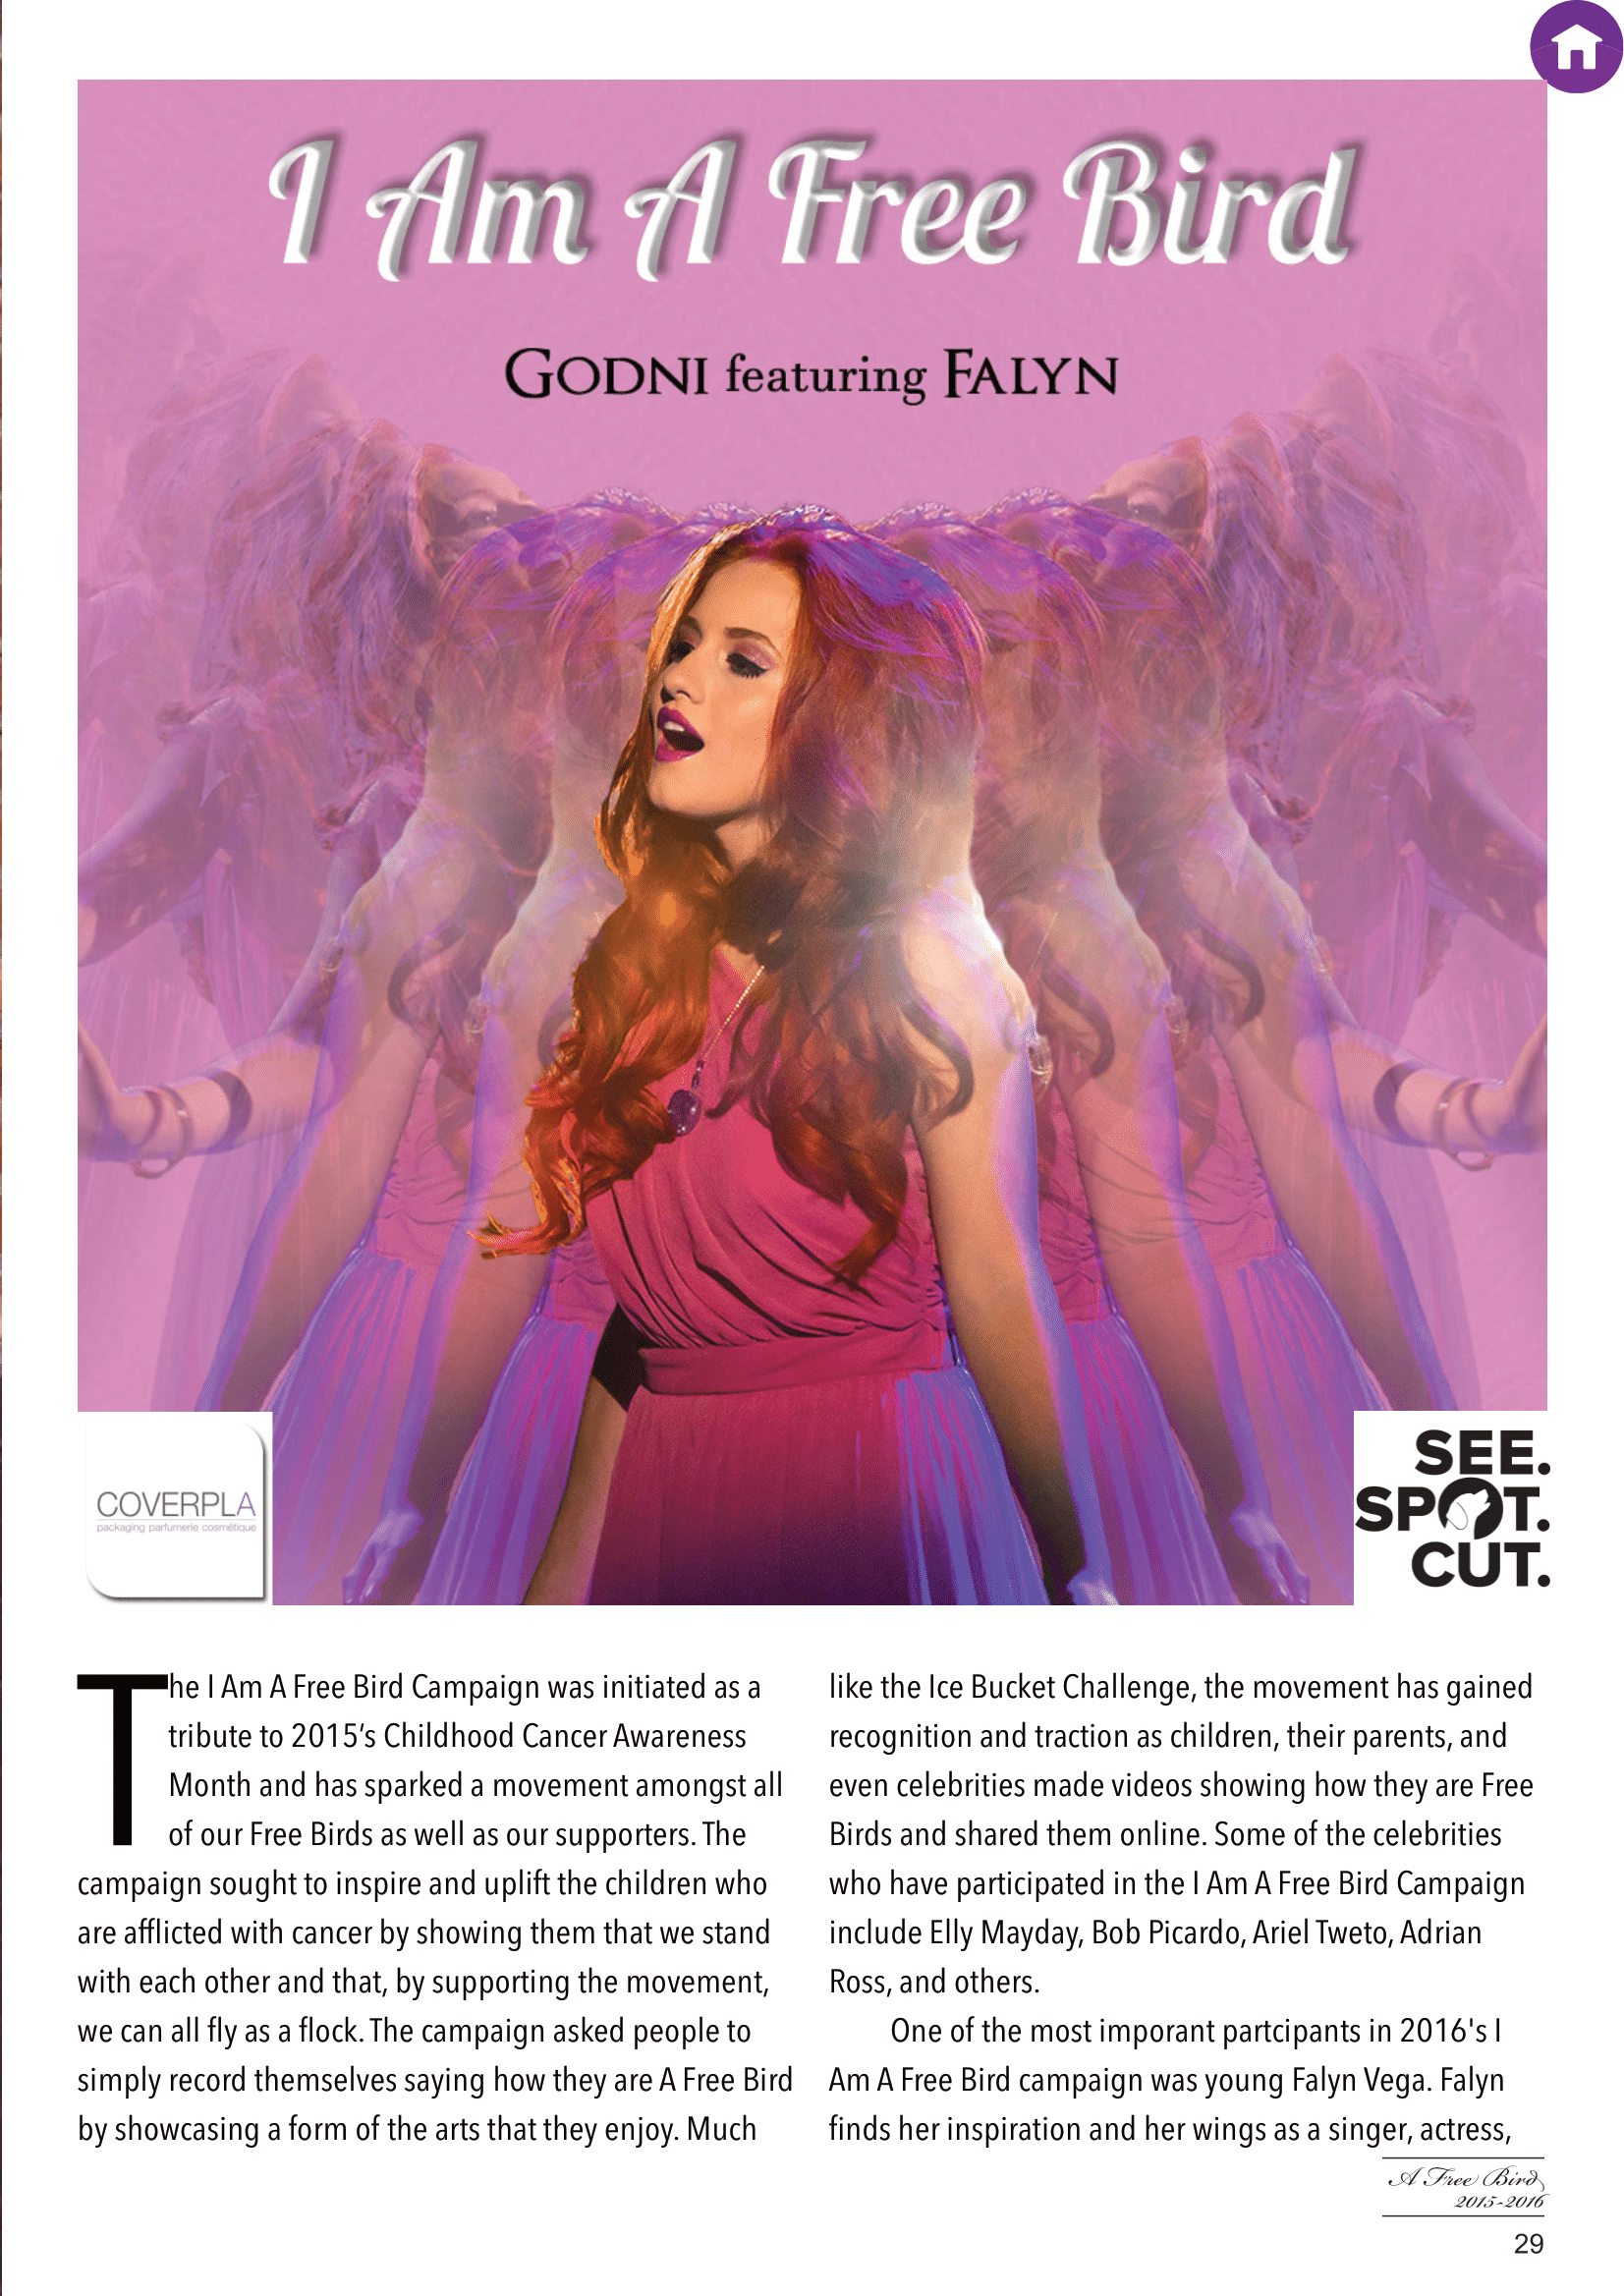 I Am A Free Bird
GODNI featuring FALYN
COVERPLA
packaging parfumerie cosmétique
SEE.
SPOT.
CUT.
The I Am A Free Bird Campaign was initiated as a
tribute to 2015's Childhood Cancer Awareness
Month and has sparked a movement amongst all
of our Free Birds as well as our supporters. The
campaign sought to inspire and uplift the children who
are afflicted with cancer by showing them that we stand
with each other and that, by supporting the movement,
we can all fly as a flock. The campaign asked people to
simply record themselves saying how they are A Free Bird
by showcasing a form of the arts that they enjoy. Much
like the Ice Bucket Challenge, the movement has gained
recognition and traction as children, their parents, and
even celebrities made videos showing how they are Free
Birds and shared them online. Some of the celebrities
who have participated in the I Am A Free Bird Campaign
include Elly Mayday, Bob Picardo, Ariel Tweto, Adrian
Ross, and others.
One of the most imporant partcipants in 2016's I
Am A Free Bird campaign was young Falyn Vega. Falyn
finds her inspiration and her wings as a singer, actress,
A Free Bird
2015-2016
29